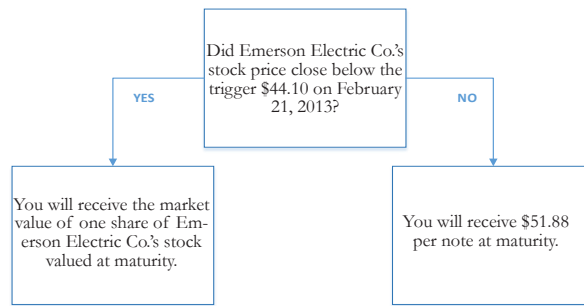 Did Emerson Electric Co.'s
stock price close below the
trigger $44.10 on February
21, 2013?
YES
NO
You will receive the market
value of one share of Em-
erson Electric Co.'s stock
valued at maturity.
You will receive $51.88
per note at maturity.